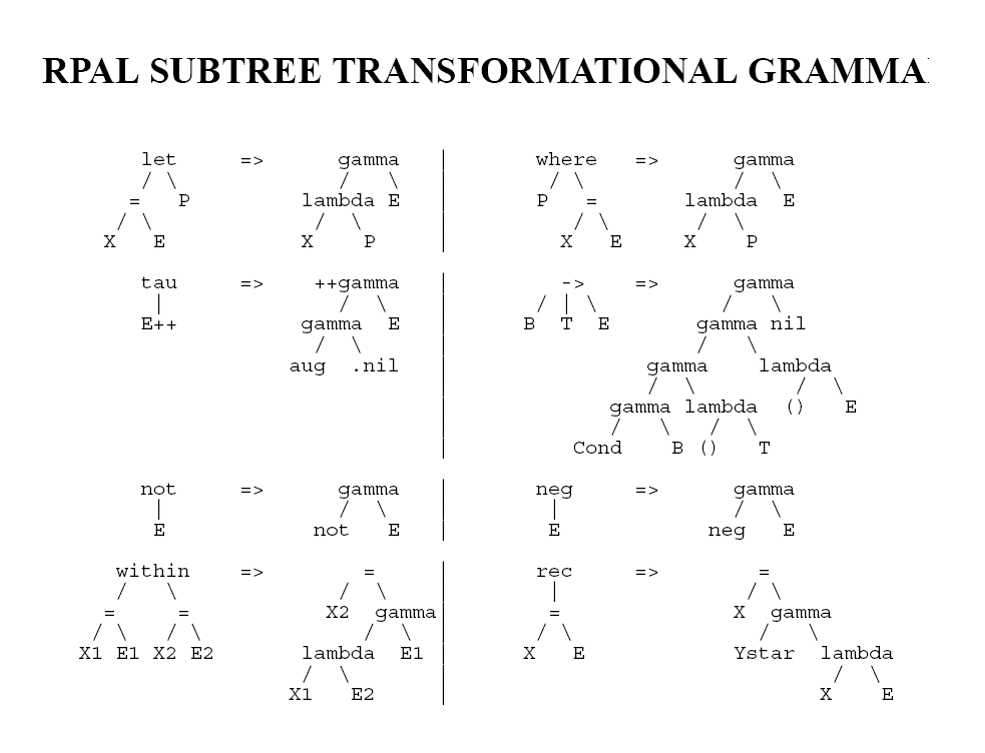 RPAL SUBTREE TRANSFORMATIONAL GRAMMA
let => gamma | where => gamma
/ \ / \ | / \ / \
= P lambda E | P = lambda E
/ \ / \ | / \ / \
X E X P | X E X P
tau => ++gamma | -> => gamma
| / \ | / | \ / \
E++ gamma E | B T E gamma nil
/ \ | / \
aug .nil | gamma lambda
| / \ / \
| gamma lambda () E
| / \ / \
| Cond B () T
not => gamma | neg => gamma
| / \ | | / \
E not E | E neg E
within => = | rec => =
/ \ / \ | | / \
= = X2 gamma | = X gamma
/ \ / \ / \ | / \ / \
X1 E1 X2 E2 lambda E1 | X E Ystar lambda
/ \ | / \
X1 E2 | X E